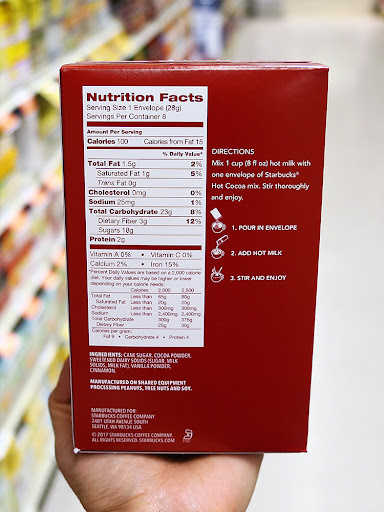 Nutrition Facts
Serving Size 1 Envelope (28g)
Servings Per Container 8
Amount Per Serving
Calories 100 Calories from Fat 15
% Daily Value*
Total Fat 1.5g 2%
Saturated Fat 1g 5%
Trans Fat 0g
Cholesterol 0mg 0%
Sodium 25mg 1%
Total Carbohydrate 23g 8%
Dietary Fiber 3g 12%
Sugars 18g
Protein 2g
Vitamin A 0% • Vitamin C 0%
Calcium 2% • Iron 15%
*Percent Daily Values are based on a 2,000 calorie
diet. Your daily values may be higher or lower
depending on your calorie needs:
Calories 2,000 2,500
Total Fat Less than 65g 80g
Saturated Fat Less than 20g 25g
Cholesterol Less than 300mg 300mg
Sodium Less than 2,400mg 2,400mg
Total Carbohydrate 300g 375g
Dietary Fiber 25g 30g
Calories per gram:
Fat 9 • Carbohydrate 4 • Protein 4
INGREDIENTS: CANE SUGAR, COCOA POWDER,
SWEETENED DAIRY SOLIDS (SUGAR, MILK
SOLIDS, MILK FAT), VANILLA POWDER,
CINNAMON.
MANUFACTURED ON SHARED EQUIPMENT
PROCESSING PEANUTS, TREE NUTS AND SOY.
MANUFACTURED FOR:
STARBUCKS COFFEE COMPANY
2401 UTAH AVENUE SOUTH
SEATTLE, WA 98134 USA
© 2017 STARBUCKS COFFEE COMPANY.
ALL RIGHTS RESERVED. STARBUCKS.COM
DIRECTIONS
Mix 1 cup (8 fl oz) hot milk with
one envelope of Starbucks®
Hot Cocoa mix. Stir thoroughly
and enjoy.
1. POUR IN ENVELOPE
2. ADD HOT MILK
3. STIR AND ENJOY